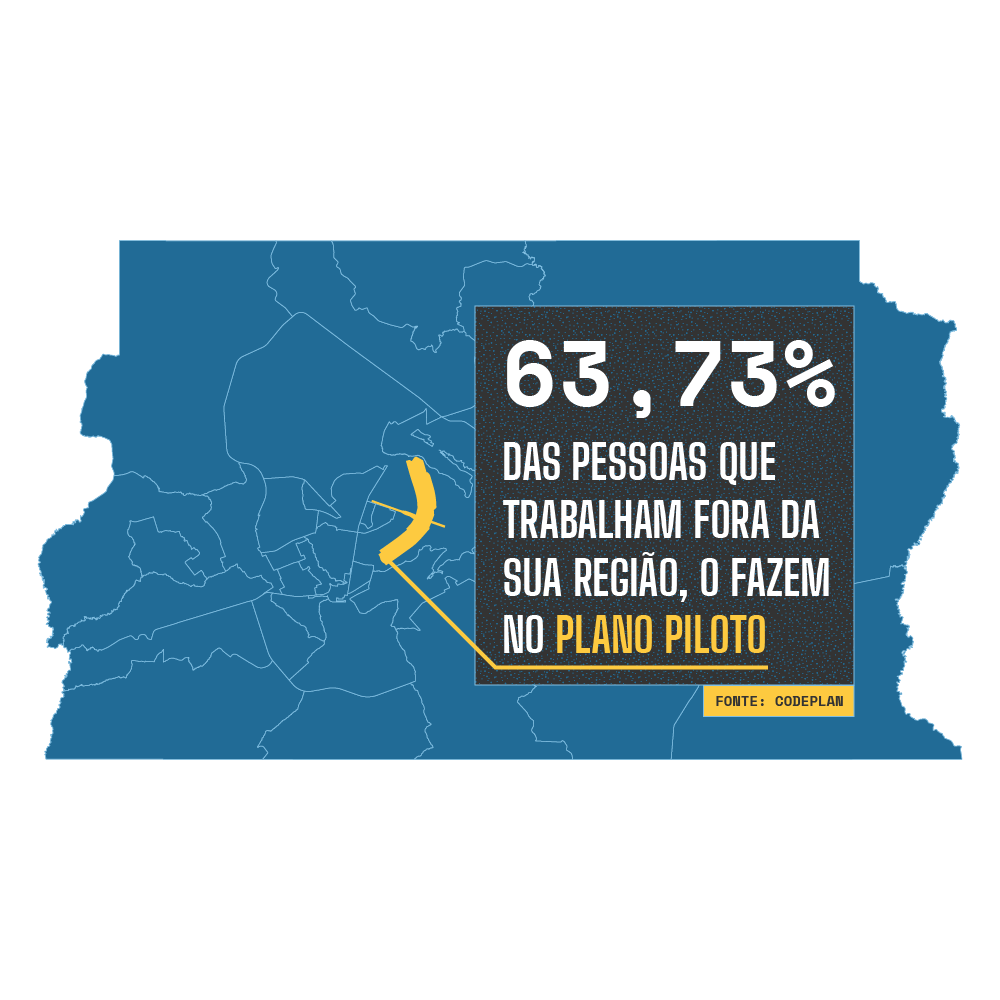 63,73%
DAS PESSOAS QUE
TRABALHAM FORA DA
SUA REGIÃO, O FAZEM
NO PLANO PILOTO
FONTE: CODEPLAN